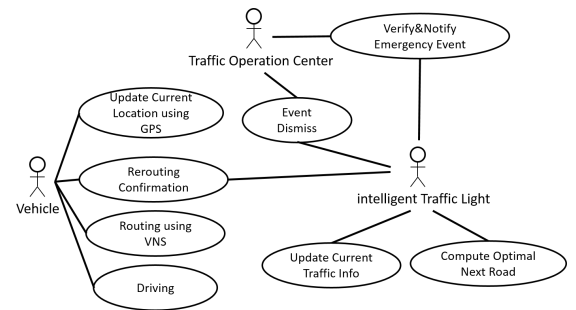 Verify&Notify
Emergency Event
Traffic Operation Center
Update Current
Location using
GPS
Event
Dismiss
Rerouting
Confirmation
Vehicle
intelligent Traffic Light
Routing using
VNS
Update Current
Traffic Info
Compute Optimal
Next Road
Driving